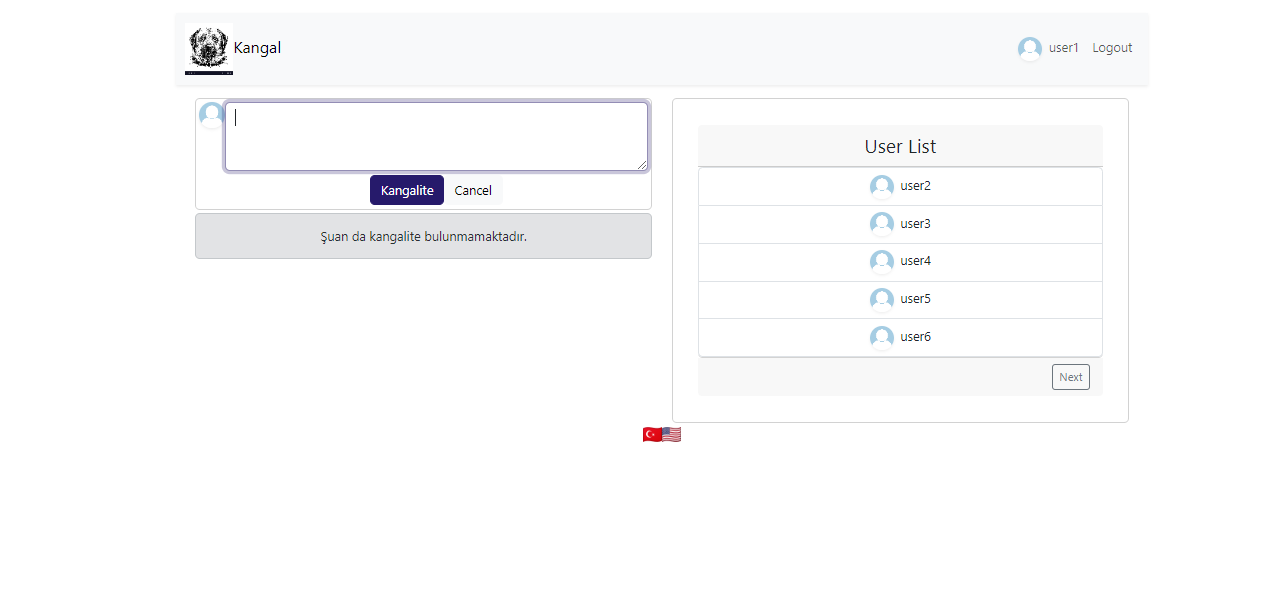 Kangal
user1 Logout
Kangalite Cancel
Şuan da kangalite bulunmamaktadır.
User List
user2
user3
user4
user5
user6
Next